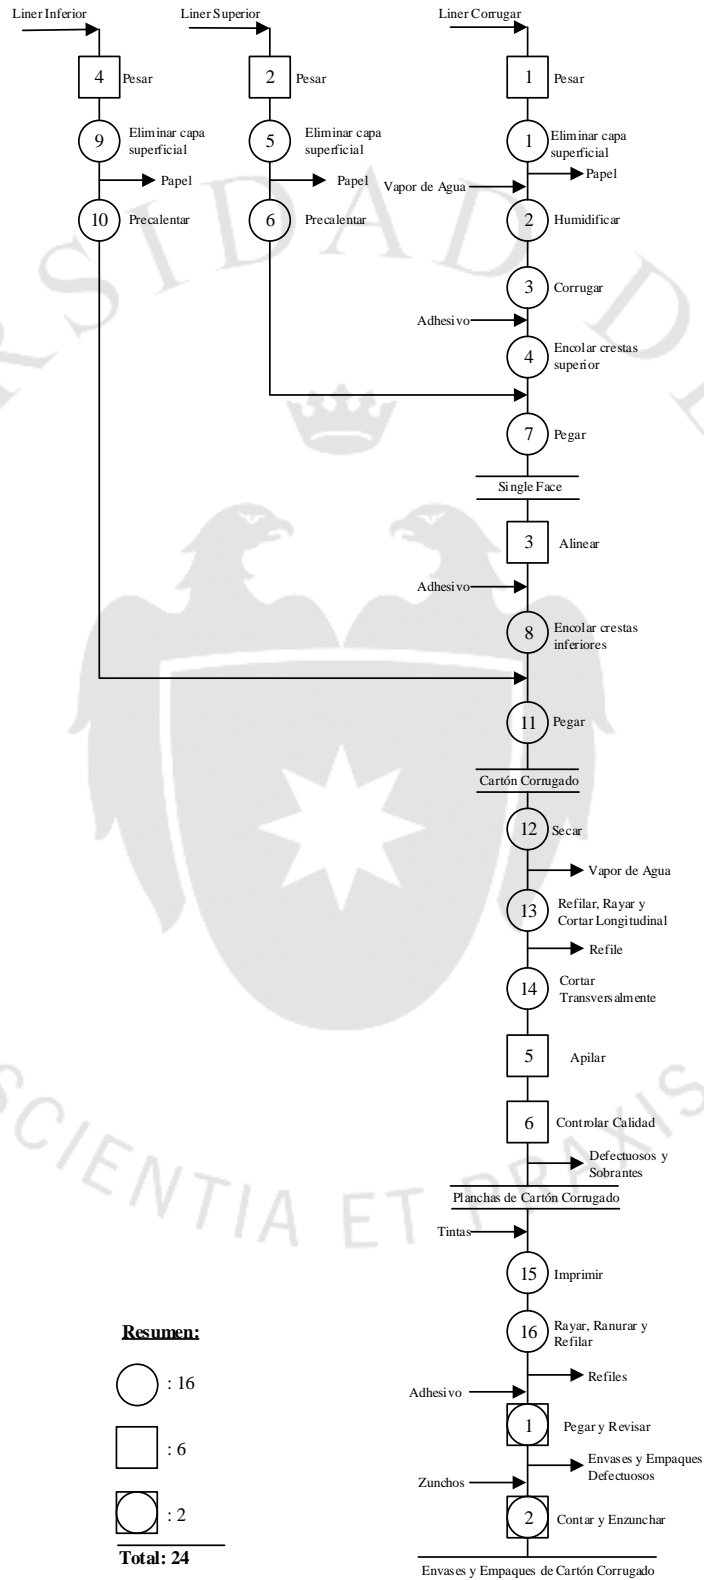 Liner Inferior
Liner Superior
Liner Corrugar
4
Pesar
2
Pesar
1
Pesar
9
Eliminar capa
superficial
5
Eliminar capa
superficial
1
Eliminar capa
superficial
Papel
Papel
Papel
Vapor de Agua
10
Precalentar
6
Precalentar
2
Humidificar
3
Corrugar
Adhesivo
4
Encolar crestas
superior
7
Pegar
Single Face
3
Alinear
Adhesivo
8
Encolar crestas
inferiores
11
Pegar
Cartón Corrugado
12
Secar
Vapor de Agua
13
Refilar, Rayar y
Cortar Longitudinal
Refile
14
Cortar
Transversalmente
5
Apilar
6
Controlar Calidad
Defectuosos y
Sobrantes
Planchas de Cartón Corrugado
Tintas
15
Imprimir
16
Rayar, Ranurar y
Refilar
Refiles
Adhesivo
1
Pegar y Revisar
Envases y Empaques
Defectuosos
Zunchos
2
Contar y Enzunchar
Envases y Empaques de Cartón Corrugado
Resumen:
: 16
: 6
: 2
Total: 24
RSIDAD DE
SCIENTIA ET PRAXIS